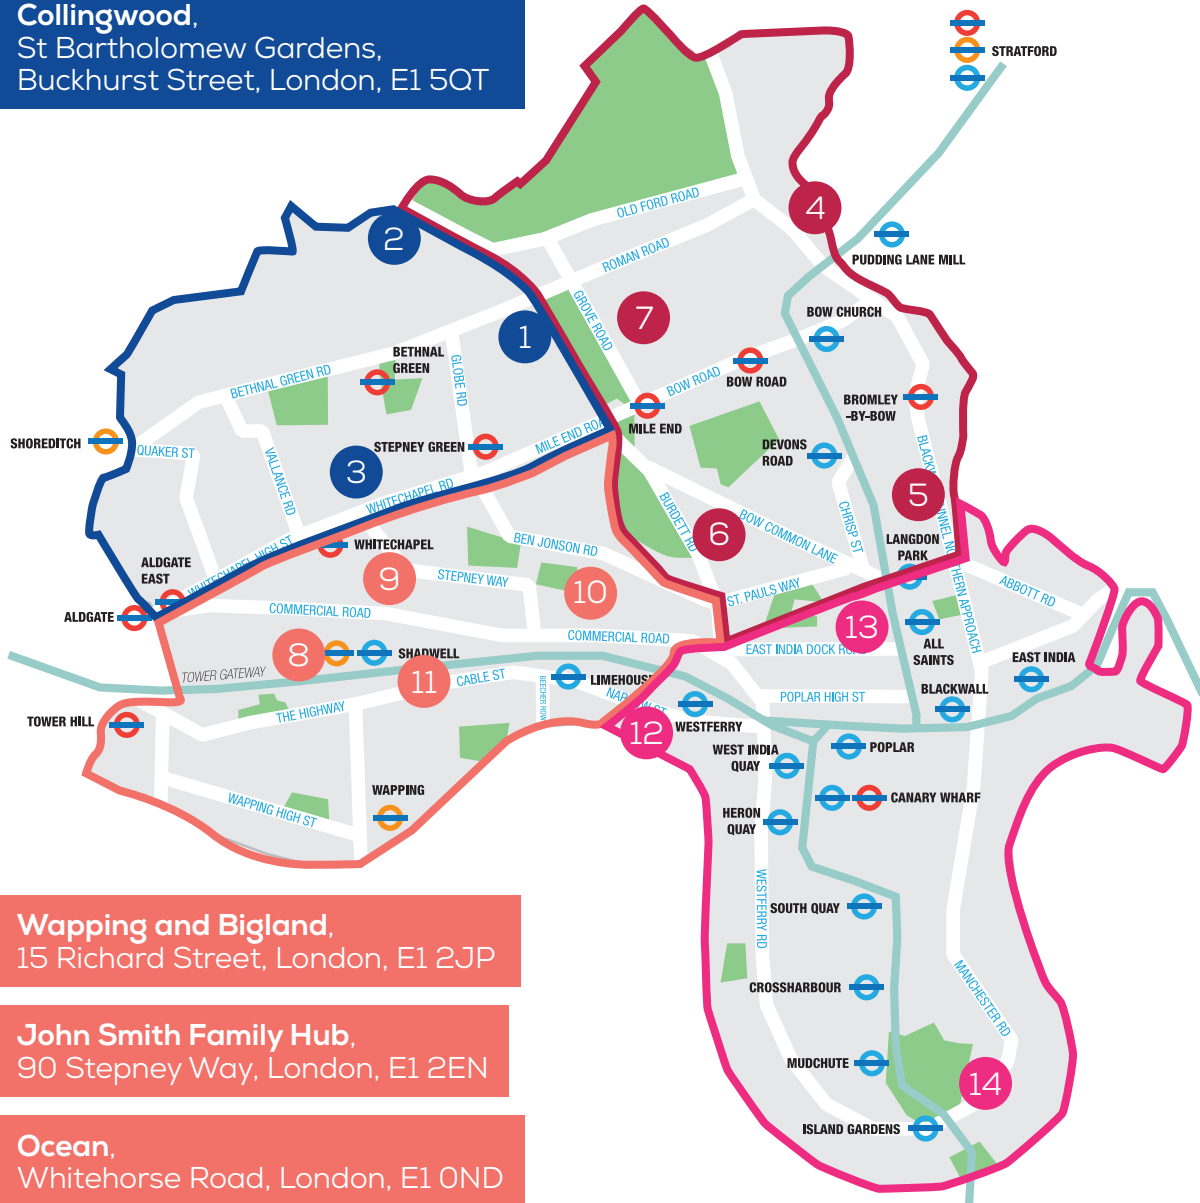 Collingwood,
St Bartholomew Gardens,
Buckhurst Street, London, E1 5QT
STRATFORD
4
OLD FORD ROAD
2
ROMAN ROAD
PUDDING LANE MILL
GROVE ROAD
7
BOW CHURCH
1
BETHNAL
GREEN
GLOBE RD
BETHNAL GREEN RD
BOW ROAD
BOW ROAD
BROMLEY
-BY-BOW
MILE END
MILE END ROAD
SHOREDITCH
QUAKER ST
STEPNEY GREEN
DEVONS
ROAD
VALLANCE RD
3
WHITECHAPEL RD
5
BURDETT RD
6
BOW COMMON LANE
CHRISP ST
LANGDON
PARK
WHITECHAPEL HIGH ST
WHITECHAPEL
BEN JONSON RD
ALDGATE
EAST
9
STEPNEY WAY
10
ST. PAULS WAY
ABBOTT RD
NORTHERN APPROACH
ALDGATE
COMMERCIAL ROAD
COMMERCIAL ROAD
13
EAST INDIA DOCK
ALL
SAINTS
EAST INDIA
8
SHADWELL
TOWER GATEWAY
11
CABLE ST
LIMEHOUSE
POPLAR HIGH ST
BLACKWALL
TOWER HILL
THE HIGHWAY
12
WESTFERRY
WEST INDIA
QUAY
POPLAR
WAPPING
WAPPING HIGH ST
CANARY WHARF
HERON
QUAY
WESTFERRY RD
SOUTH QUAY
Wapping and Bigland,
15 Richard Street, London, E1 2JP
CROSSHARBOUR
MANCHESTER RD
John Smith Family Hub,
90 Stepney Way, London, E1 2EN
MUDCHUTE
14
ISLAND GARDENS
Ocean,
Whitehorse Road, London, E1 0ND